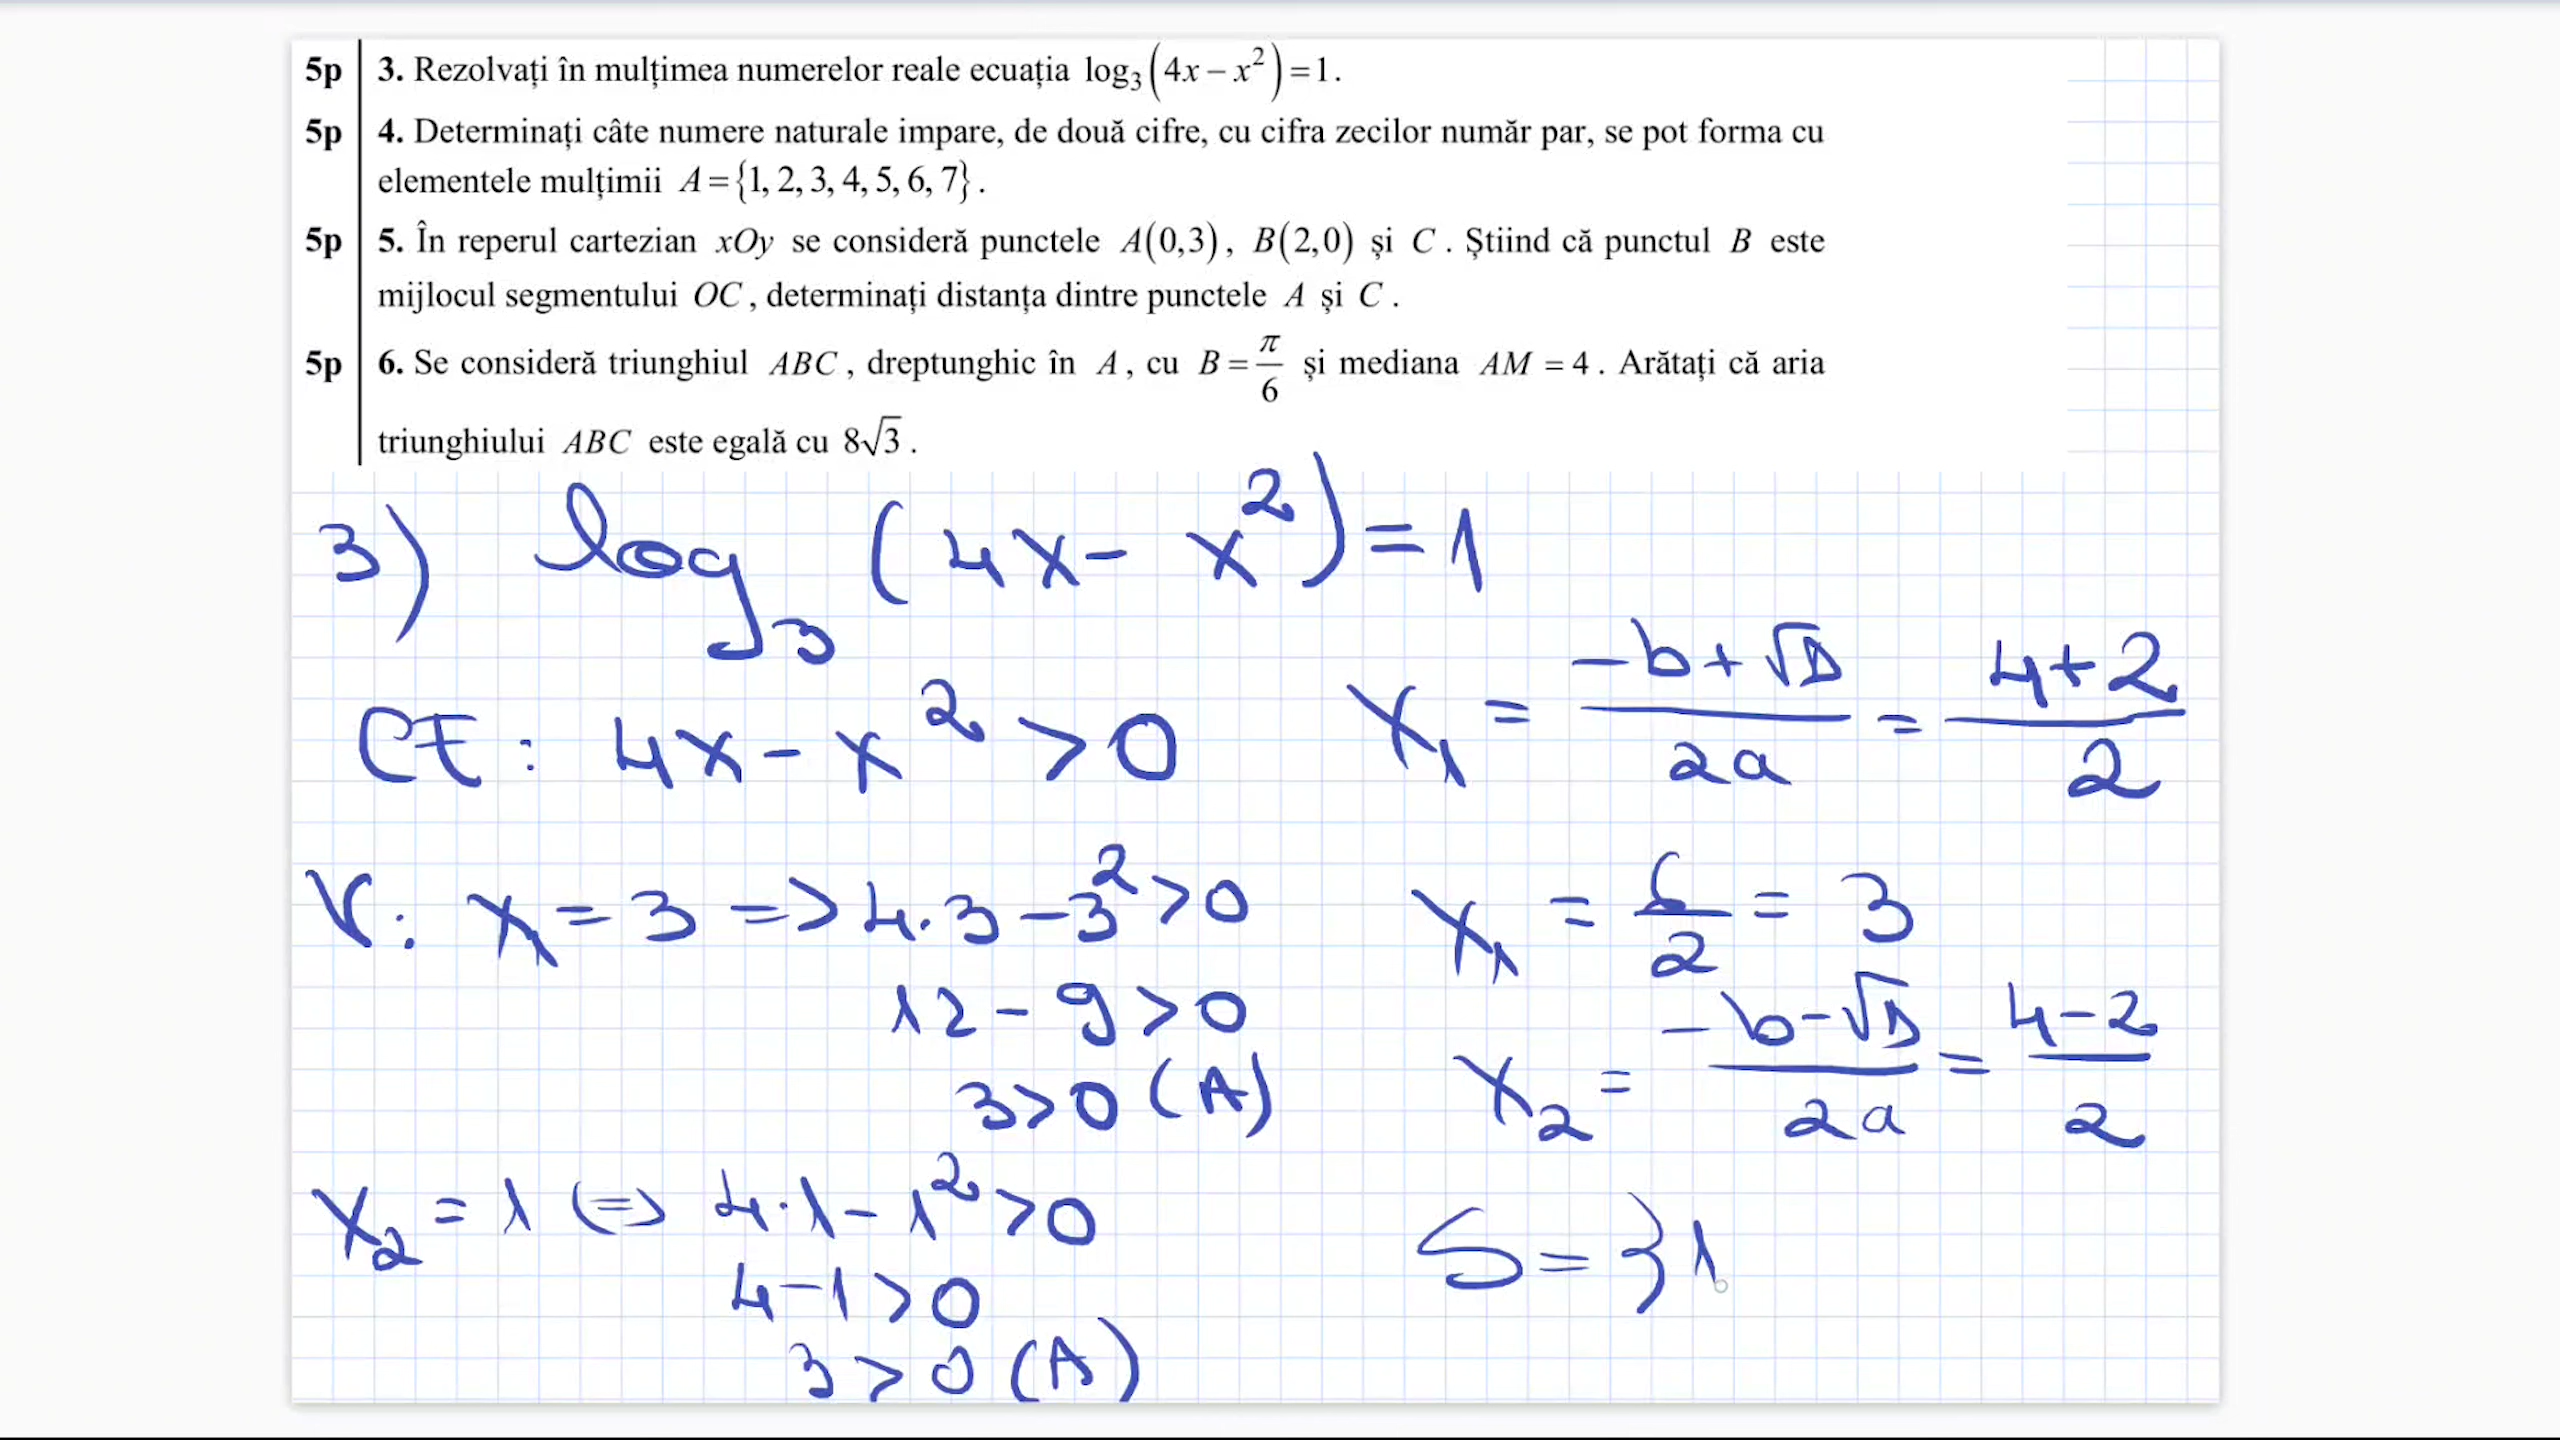 5p 3. Rezolvați în mulțimea numerelor reale ecuația log₃(4x − x²) = 1.
5p 4. Determinați câte numere naturale impare, de două cifre, cu cifra zecilor număr par, se pot forma cu
elementele mulțimii A = {1, 2, 3, 4, 5, 6, 7}.
5p 5. În reperul cartezian xOy se consideră punctele A(0,3), B(2,0) și C. Știind că punctul B este
mijlocul segmentului OC, determinați distanța dintre punctele A și C.
5p 6. Se consideră triunghiul ABC, dreptunghic în A, cu B = π/6 și mediana AM = 4. Arătați că aria
triunghiului ABC este egală cu 8√3.
3) log₃ (4x − x²) = 1
CE: 4x − x² > 0
V: x₁ = 3 => 4·3 − 3² > 0
12 − 9 > 0
3 > 0 (A)
x₂ = 1 (=> 4·1 − 1² > 0
4 − 1 > 0
3 > 0 (A)
x₁ = (−b + √Δ)/2a = (4 + 2)/2
x₁ = 6/2 = 3
x₂ = (−b − √Δ)/2a = (4 − 2)/2
S = }1